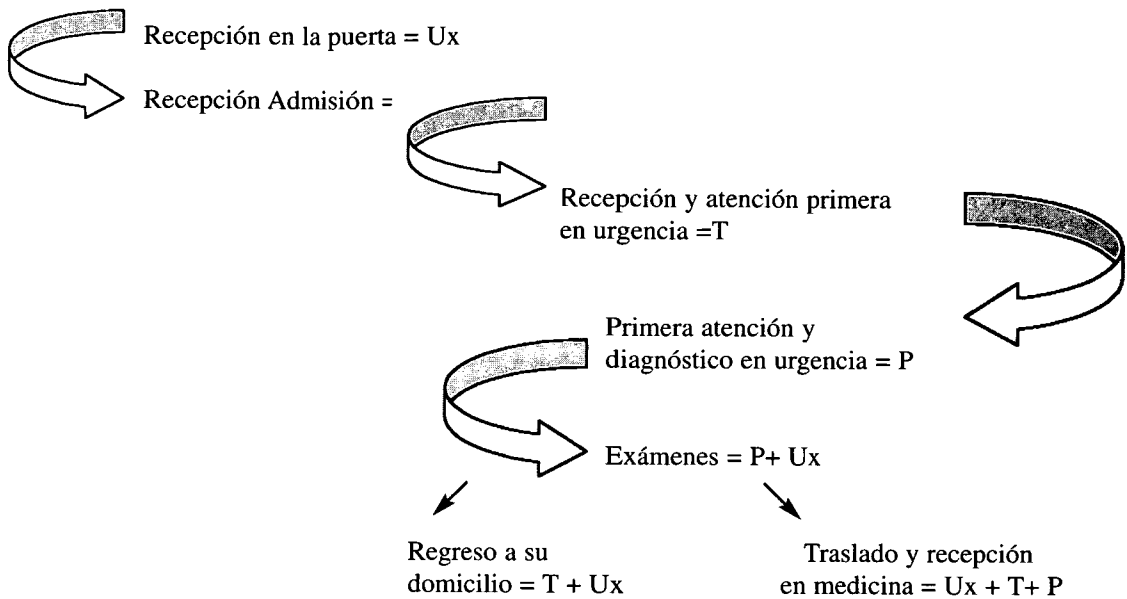 Recepción en la puerta = Ux
Recepción Admisión =
Recepción y atención primera
en urgencia =T
Primera atención y
diagnóstico en urgencia = P
Exámenes = P+ Ux
Regreso a su
domicilio = T + Ux
Traslado y recepción
en medicina = Ux + T+ P